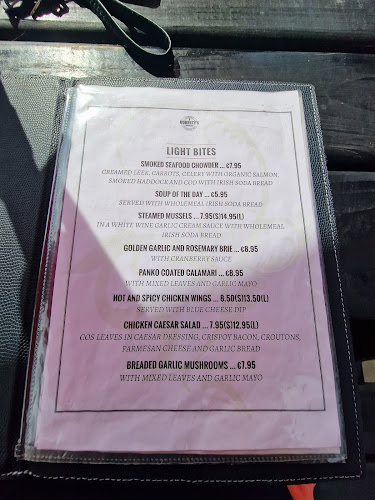 LIGHT BITES
SMOKED SEAFOOD CHOWDER ... €7.95
CREAMED LEEK, CARROTS, CELERY WITH ORGANIC SALMON,
SMOKED HADDOCK AND COD WITH IRISH SODA BREAD
SOUP OF THE DAY ... €5.95
SERVED WITH WHOLEMEAL IRISH SODA BREAD
STEAMED MUSSELS ... 7.95(S)14.95(L)
IN A WHITE WINE GARLIC CREAM SAUCE WITH WHOLEMEAL
IRISH SODA BREAD
GOLDEN GARLIC AND ROSEMARY BRIE ... €6.95
WITH CRANBERRY SAUCE
PANKO COATED CALAMARI ... €8.95
WITH MIXED LEAVES AND GARLIC MAYO
HOT AND SPICY CHICKEN WINGS ... 8.50(S)13.50(L)
SERVED WITH BLUE CHEESE DIP
CHICKEN CAESAR SALAD ... 7.95(S)12.95(L)
COS LEAVES IN CAESAR DRESSING, CRISPOY BACON, CROUTONS,
PARMESAN CHEESE AND GARLIC BREAD
BREADED GARLIC MUSHROOMS ... €7.95
WITH MIXED LEAVES AND GARLIC MAYO